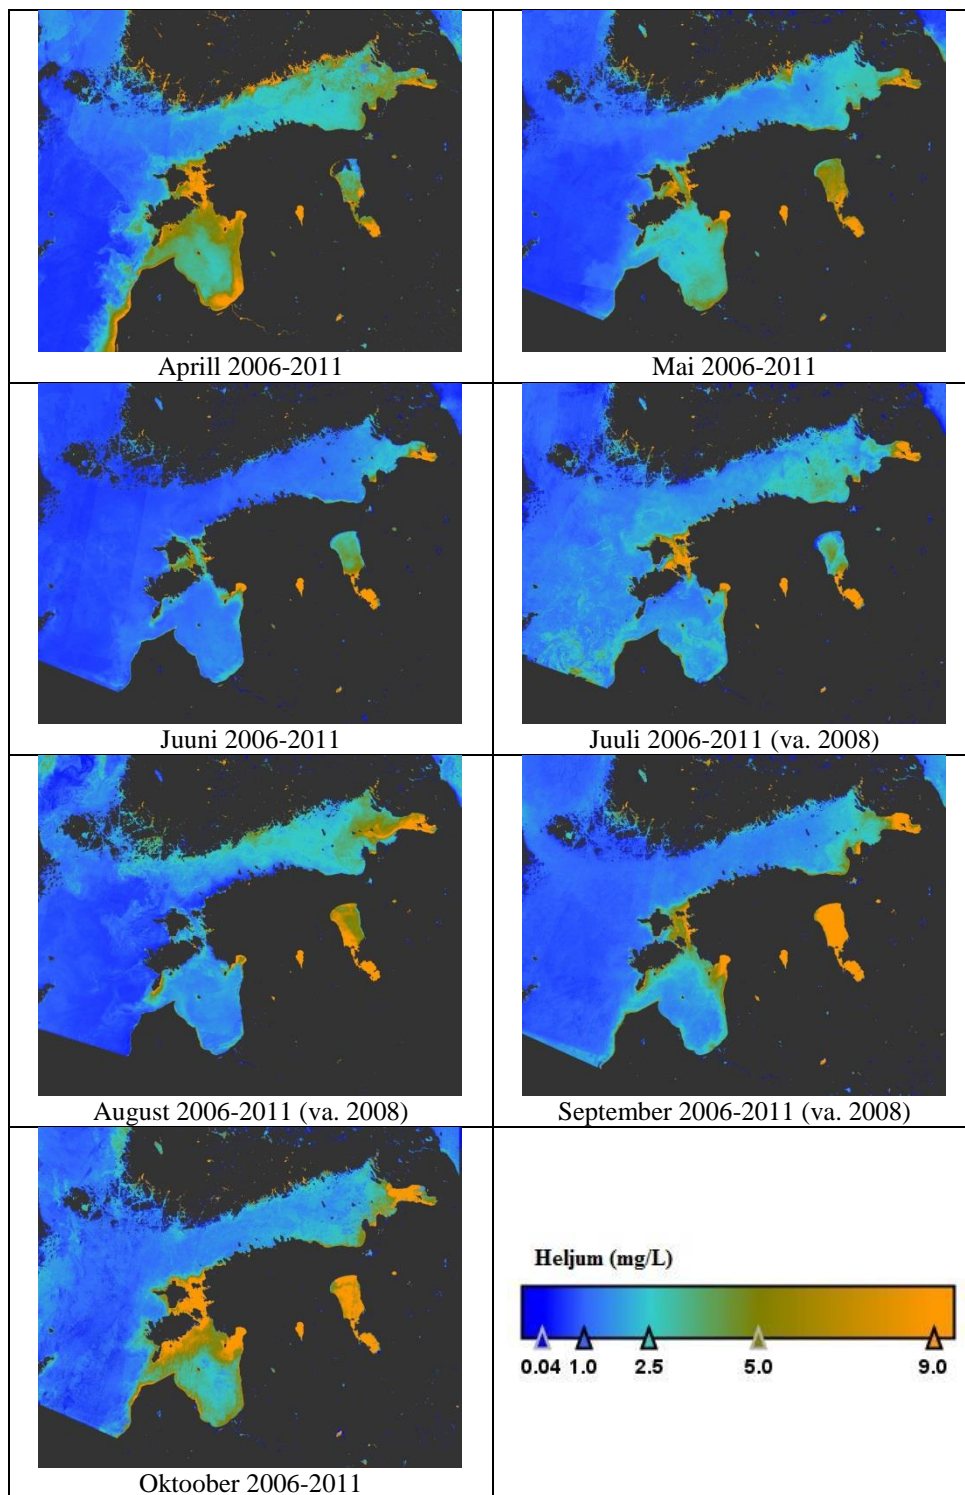 Aprill 2006-2011
Mai 2006-2011
Juuni 2006-2011
Juuli 2006-2011 (va. 2008)
August 2006-2011 (va. 2008)
September 2006-2011 (va. 2008)
Oktoober 2006-2011
Heljum (mg/L)
0.04 1.0 2.5 5.0 9.0